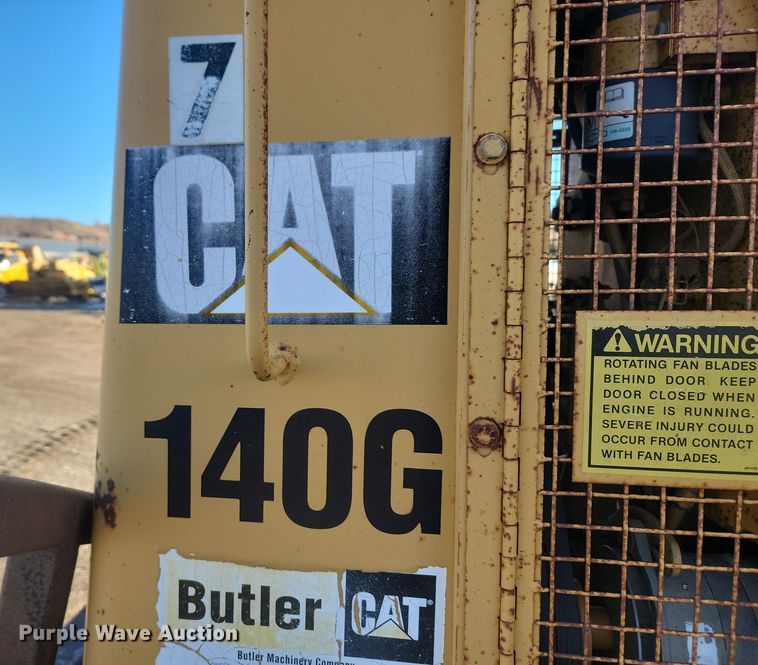 7
CAT
140G
WARNING
ROTATING FAN BLADES
BEHIND DOOR KEEP
DOOR CLOSED WHEN
ENGINE IS RUNNING.
SEVERE INJURY COULD
OCCUR FROM CONTACT
WITH FAN BLADES.
Butler CAT
Butler Machinery Company
Purple Wave Auction